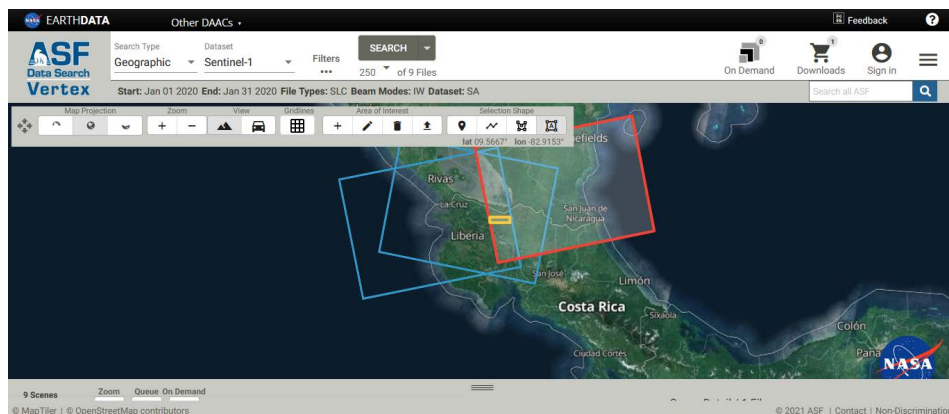 NASA EARTHDATA Other DAACs Feedback ?
ASF
Data Search
Vertex
Search Type Dataset
Geographic Sentinel-1 Filters SEARCH
250 of 9 Files
0 1
On Demand Downloads Sign in
Start: Jan 01 2020 End: Jan 31 2020 File Types: SLC Beam Modes: IW Dataset: SA
Search all ASF
Map Projection Zoom View Gridlines Area of Interest Selection Shape
lat 09.5667° lon -82.9153°
efields
Rivas
La Cruz
San Juan de
Nicaragua
Liberia
San José
Limón
Costa Rica
Sixaola
Colón
Ciudad Cortés
Pana
NASA
9 Scenes Zoom Queue On Demand
© MapTiler | © OpenStreetMap contributors © 2021 ASF | Contact | Non-Discrimination